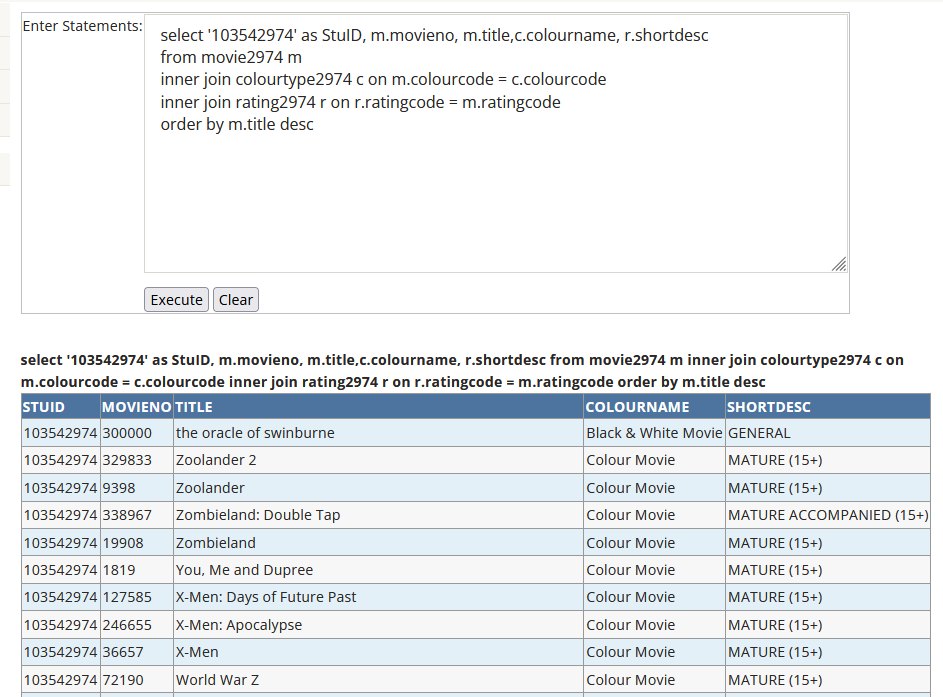 Enter Statements:
select '103542974' as StuID, m.movieno, m.title,c.colourname, r.shortdesc
from movie2974 m
inner join colourtype2974 c on m.colourcode = c.colourcode
inner join rating2974 r on r.ratingcode = m.ratingcode
order by m.title desc
Execute Clear
select '103542974' as StuID, m.movieno, m.title,c.colourname, r.shortdesc from movie2974 m inner join colourtype2974 c on
m.colourcode = c.colourcode inner join rating2974 r on r.ratingcode = m.ratingcode order by m.title desc
STUID MOVIENO TITLE COLOURNAME SHORTDESC
103542974 300000 the oracle of swinburne Black & White Movie GENERAL
103542974 329833 Zoolander 2 Colour Movie MATURE (15+)
103542974 9398 Zoolander Colour Movie MATURE (15+)
103542974 338967 Zombieland: Double Tap Colour Movie MATURE ACCOMPANIED (15+)
103542974 19908 Zombieland Colour Movie MATURE (15+)
103542974 1819 You, Me and Dupree Colour Movie MATURE (15+)
103542974 127585 X-Men: Days of Future Past Colour Movie MATURE (15+)
103542974 246655 X-Men: Apocalypse Colour Movie MATURE (15+)
103542974 36657 X-Men Colour Movie MATURE (15+)
103542974 72190 World War Z Colour Movie MATURE (15+)